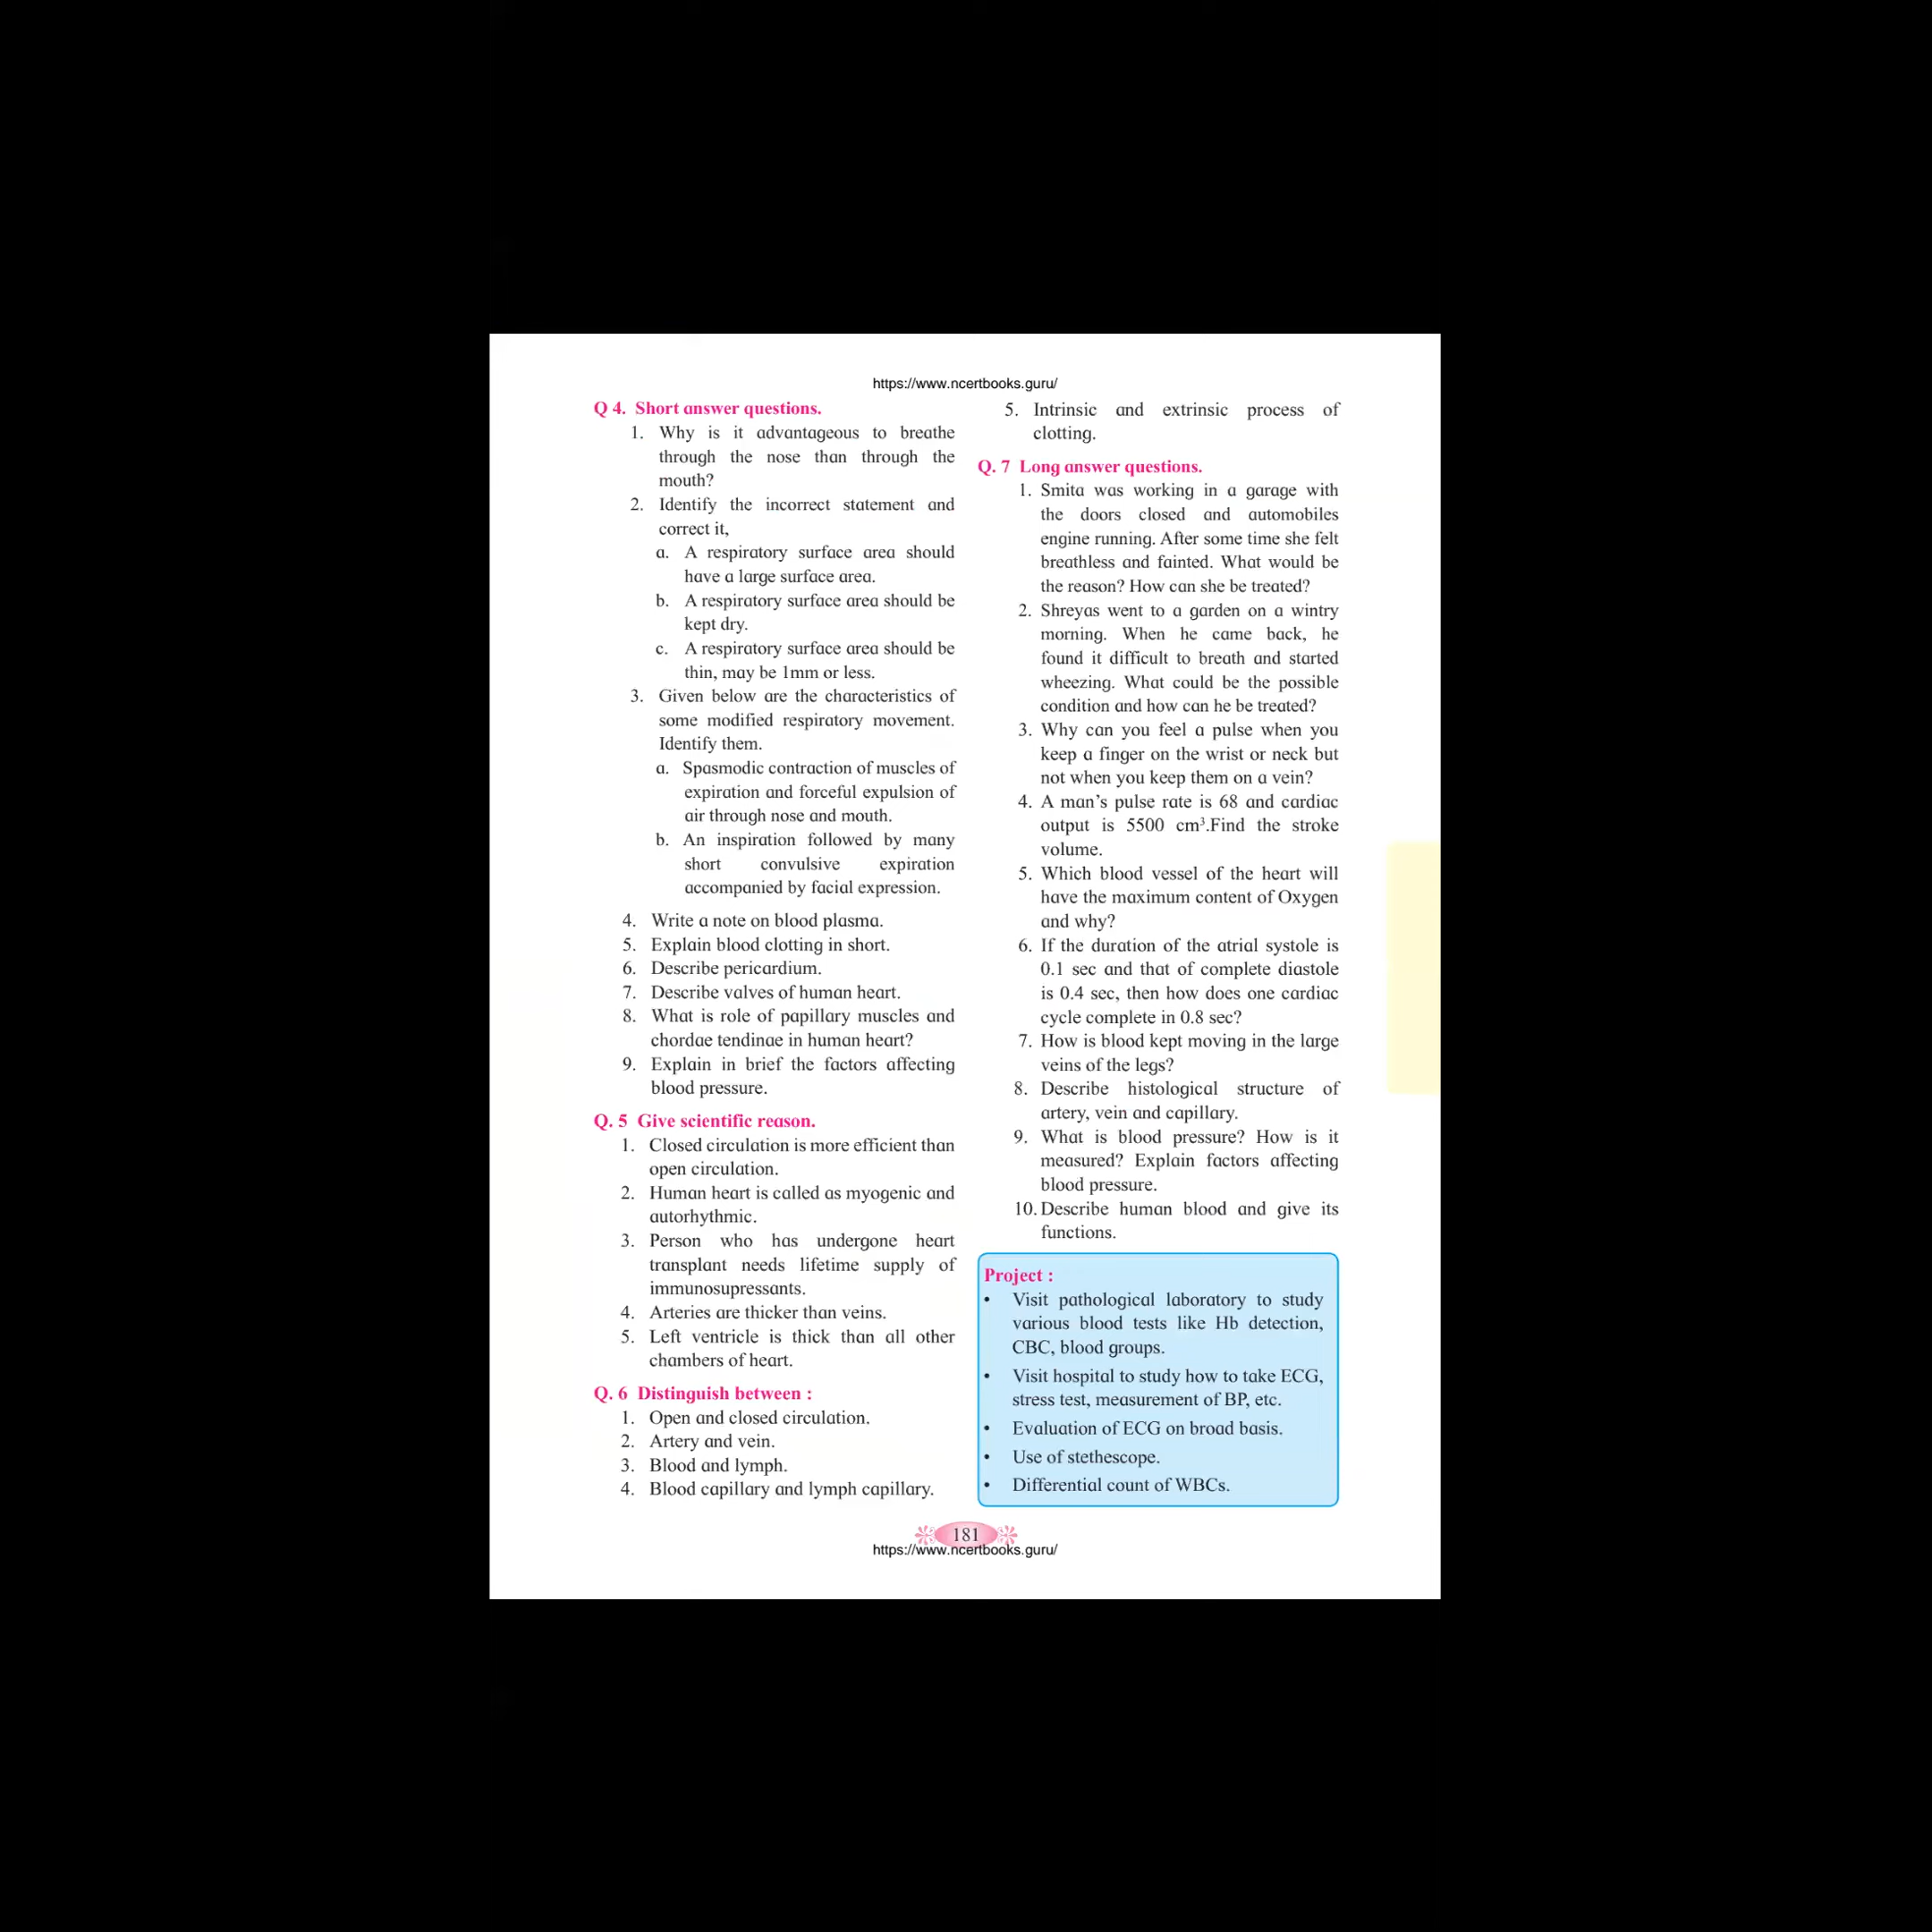 https://www.ncertbooks.guru/
Q 4. Short answer questions.
1. Why is it advantageous to breathe
through the nose than through the
mouth?
2. Identify the incorrect statement and
correct it,
a. A respiratory surface area should
have a large surface area.
b. A respiratory surface area should be
kept dry.
c. A respiratory surface area should be
thin, may be 1mm or less.
3. Given below are the characteristics of
some modified respiratory movement.
Identify them.
a. Spasmodic contraction of muscles of
expiration and forceful expulsion of
air through nose and mouth.
b. An inspiration followed by many
short convulsive expiration
accompanied by facial expression.
4. Write a note on blood plasma.
5. Explain blood clotting in short.
6. Describe pericardium.
7. Describe valves of human heart.
8. What is role of papillary muscles and
chordae tendinae in human heart?
9. Explain in brief the factors affecting
blood pressure.
Q. 5 Give scientific reason.
1. Closed circulation is more efficient than
open circulation.
2. Human heart is called as myogenic and
autorhythmic.
3. Person who has undergone heart
transplant needs lifetime supply of
immunosupressants.
4. Arteries are thicker than veins.
5. Left ventricle is thick than all other
chambers of heart.
Q. 6 Distinguish between :
1. Open and closed circulation.
2. Artery and vein.
3. Blood and lymph.
4. Blood capillary and lymph capillary.
5. Intrinsic and extrinsic process of
clotting.
Q. 7 Long answer questions.
1. Smita was working in a garage with
the doors closed and automobiles
engine running. After some time she felt
breathless and fainted. What would be
the reason? How can she be treated?
2. Shreyas went to a garden on a wintry
morning. When he came back, he
found it difficult to breath and started
wheezing. What could be the possible
condition and how can he be treated?
3. Why can you feel a pulse when you
keep a finger on the wrist or neck but
not when you keep them on a vein?
4. A man’s pulse rate is 68 and cardiac
output is 5500 cm³.Find the stroke
volume.
5. Which blood vessel of the heart will
have the maximum content of Oxygen
and why?
6. If the duration of the atrial systole is
0.1 sec and that of complete diastole
is 0.4 sec, then how does one cardiac
cycle complete in 0.8 sec?
7. How is blood kept moving in the large
veins of the legs?
8. Describe histological structure of
artery, vein and capillary.
9. What is blood pressure? How is it
measured? Explain factors affecting
blood pressure.
10. Describe human blood and give its
functions.
Project :
• Visit pathological laboratory to study
various blood tests like Hb detection,
CBC, blood groups.
• Visit hospital to study how to take ECG,
stress test, measurement of BP, etc.
• Evaluation of ECG on broad basis.
• Use of stethescope.
• Differential count of WBCs.
181
https://www.ncertbooks.guru/